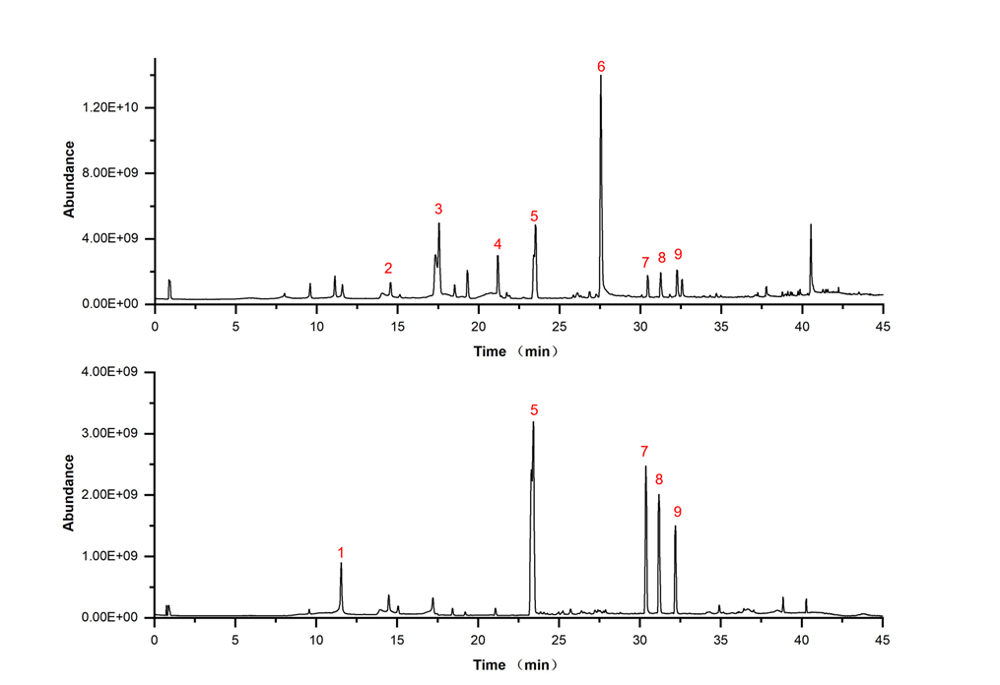 6
1.20E+10
8.00E+09
Abundance
3
5
4.00E+09
4
2
7
8
9
0.00E+00
0 5 10 15 20 25 30 35 40 45
Time （min）
4.00E+09
5
3.00E+09
7
8
Abundance
2.00E+09
9
1
1.00E+09
0.00E+00
0 5 10 15 20 25 30 35 40 45
Time （min）